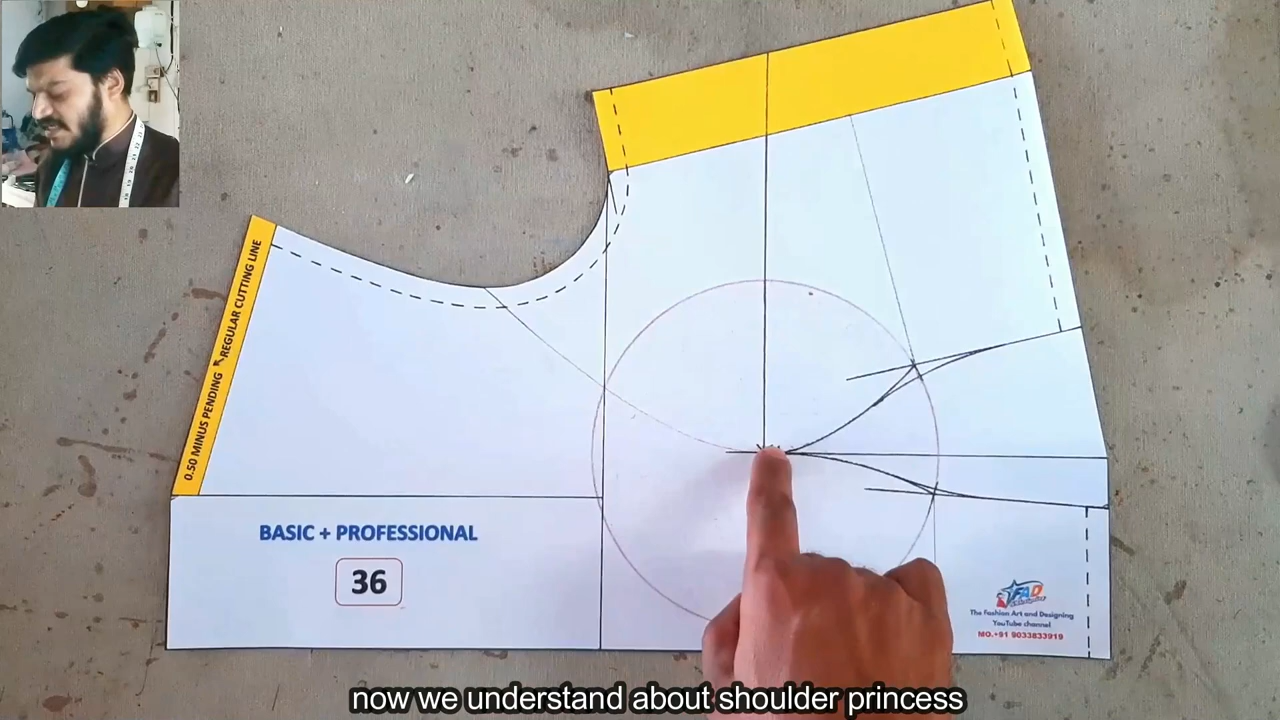 0.50 MINUS PENDING REGULAR CUTTING LINE
BASIC + PROFESSIONAL
36
FAD
The Fashion Art and Designing
YouTube channel
MO.+91 9033833919
now we understand about shoulder princess